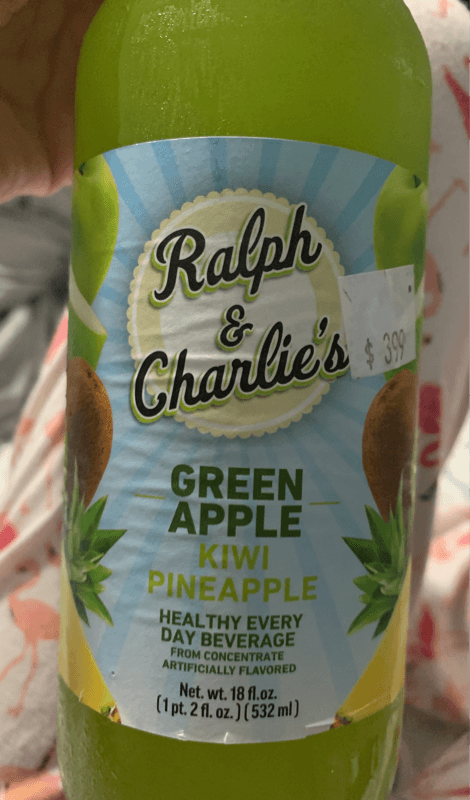 Ralph
&
Charlie's
$ 399
GREEN
APPLE
KIWI
PINEAPPLE
HEALTHY EVERY
DAY BEVERAGE
FROM CONCENTRATE
ARTIFICIALLY FLAVORED
Net. wt. 18 fl.oz.
(1 pt. 2 fl. oz.) (532 ml)